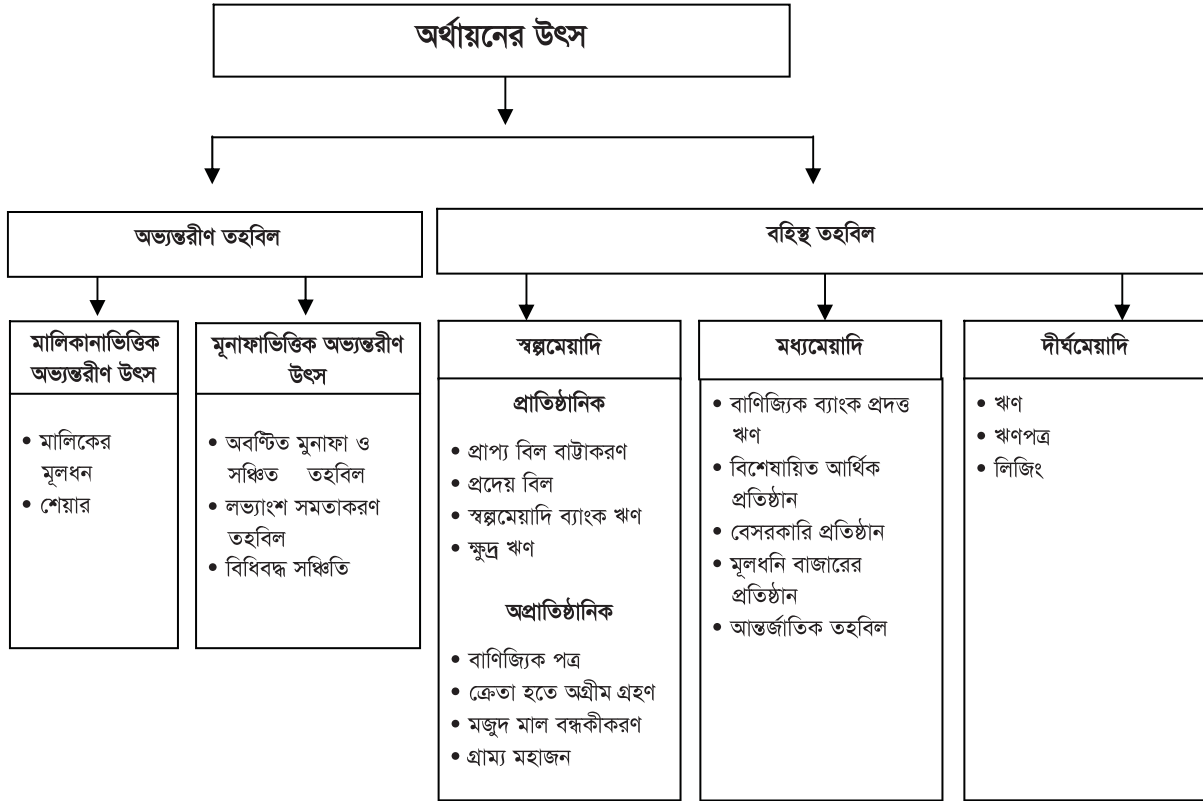 অর্থায়নের উৎস
অভ্যন্তরীণ তহবিল
বহিস্থ তহবিল
মালিকানাভিত্তিক
অভ্যন্তরীণ উৎস
• মালিকের
মূলধন
• শেয়ার
মূনাফাভিত্তিক অভ্যন্তরীণ
উৎস
• অবণ্টিত মুনাফা ও
সঞ্চিত তহবিল
• লভ্যাংশ সমতাকরণ
তহবিল
• বিধিবদ্ধ সঞ্চিতি
স্বল্পমেয়াদি
প্রাতিষ্ঠানিক
• প্রাপ্য বিল বাট্টাকরণ
• প্রদেয় বিল
• স্বল্পমেয়াদি ব্যাংক ঋণ
• ক্ষুদ্র ঋণ
অপ্রাতিষ্ঠানিক
• বাণিজ্যিক পত্র
• ক্রেতা হতে অগ্রীম গ্রহণ
• মজুদ মাল বন্ধকীকরণ
• গ্রাম্য মহাজন
মধ্যমেয়াদি
• বাণিজ্যিক ব্যাংক প্রদত্ত
ঋণ
• বিশেষায়িত আর্থিক
প্রতিষ্ঠান
• বেসরকারি প্রতিষ্ঠান
• মূলধনি বাজারের
প্রতিষ্ঠান
• আন্তর্জাতিক তহবিল
দীর্ঘমেয়াদি
• ঋণ
• ঋণপত্র
• লিজিং